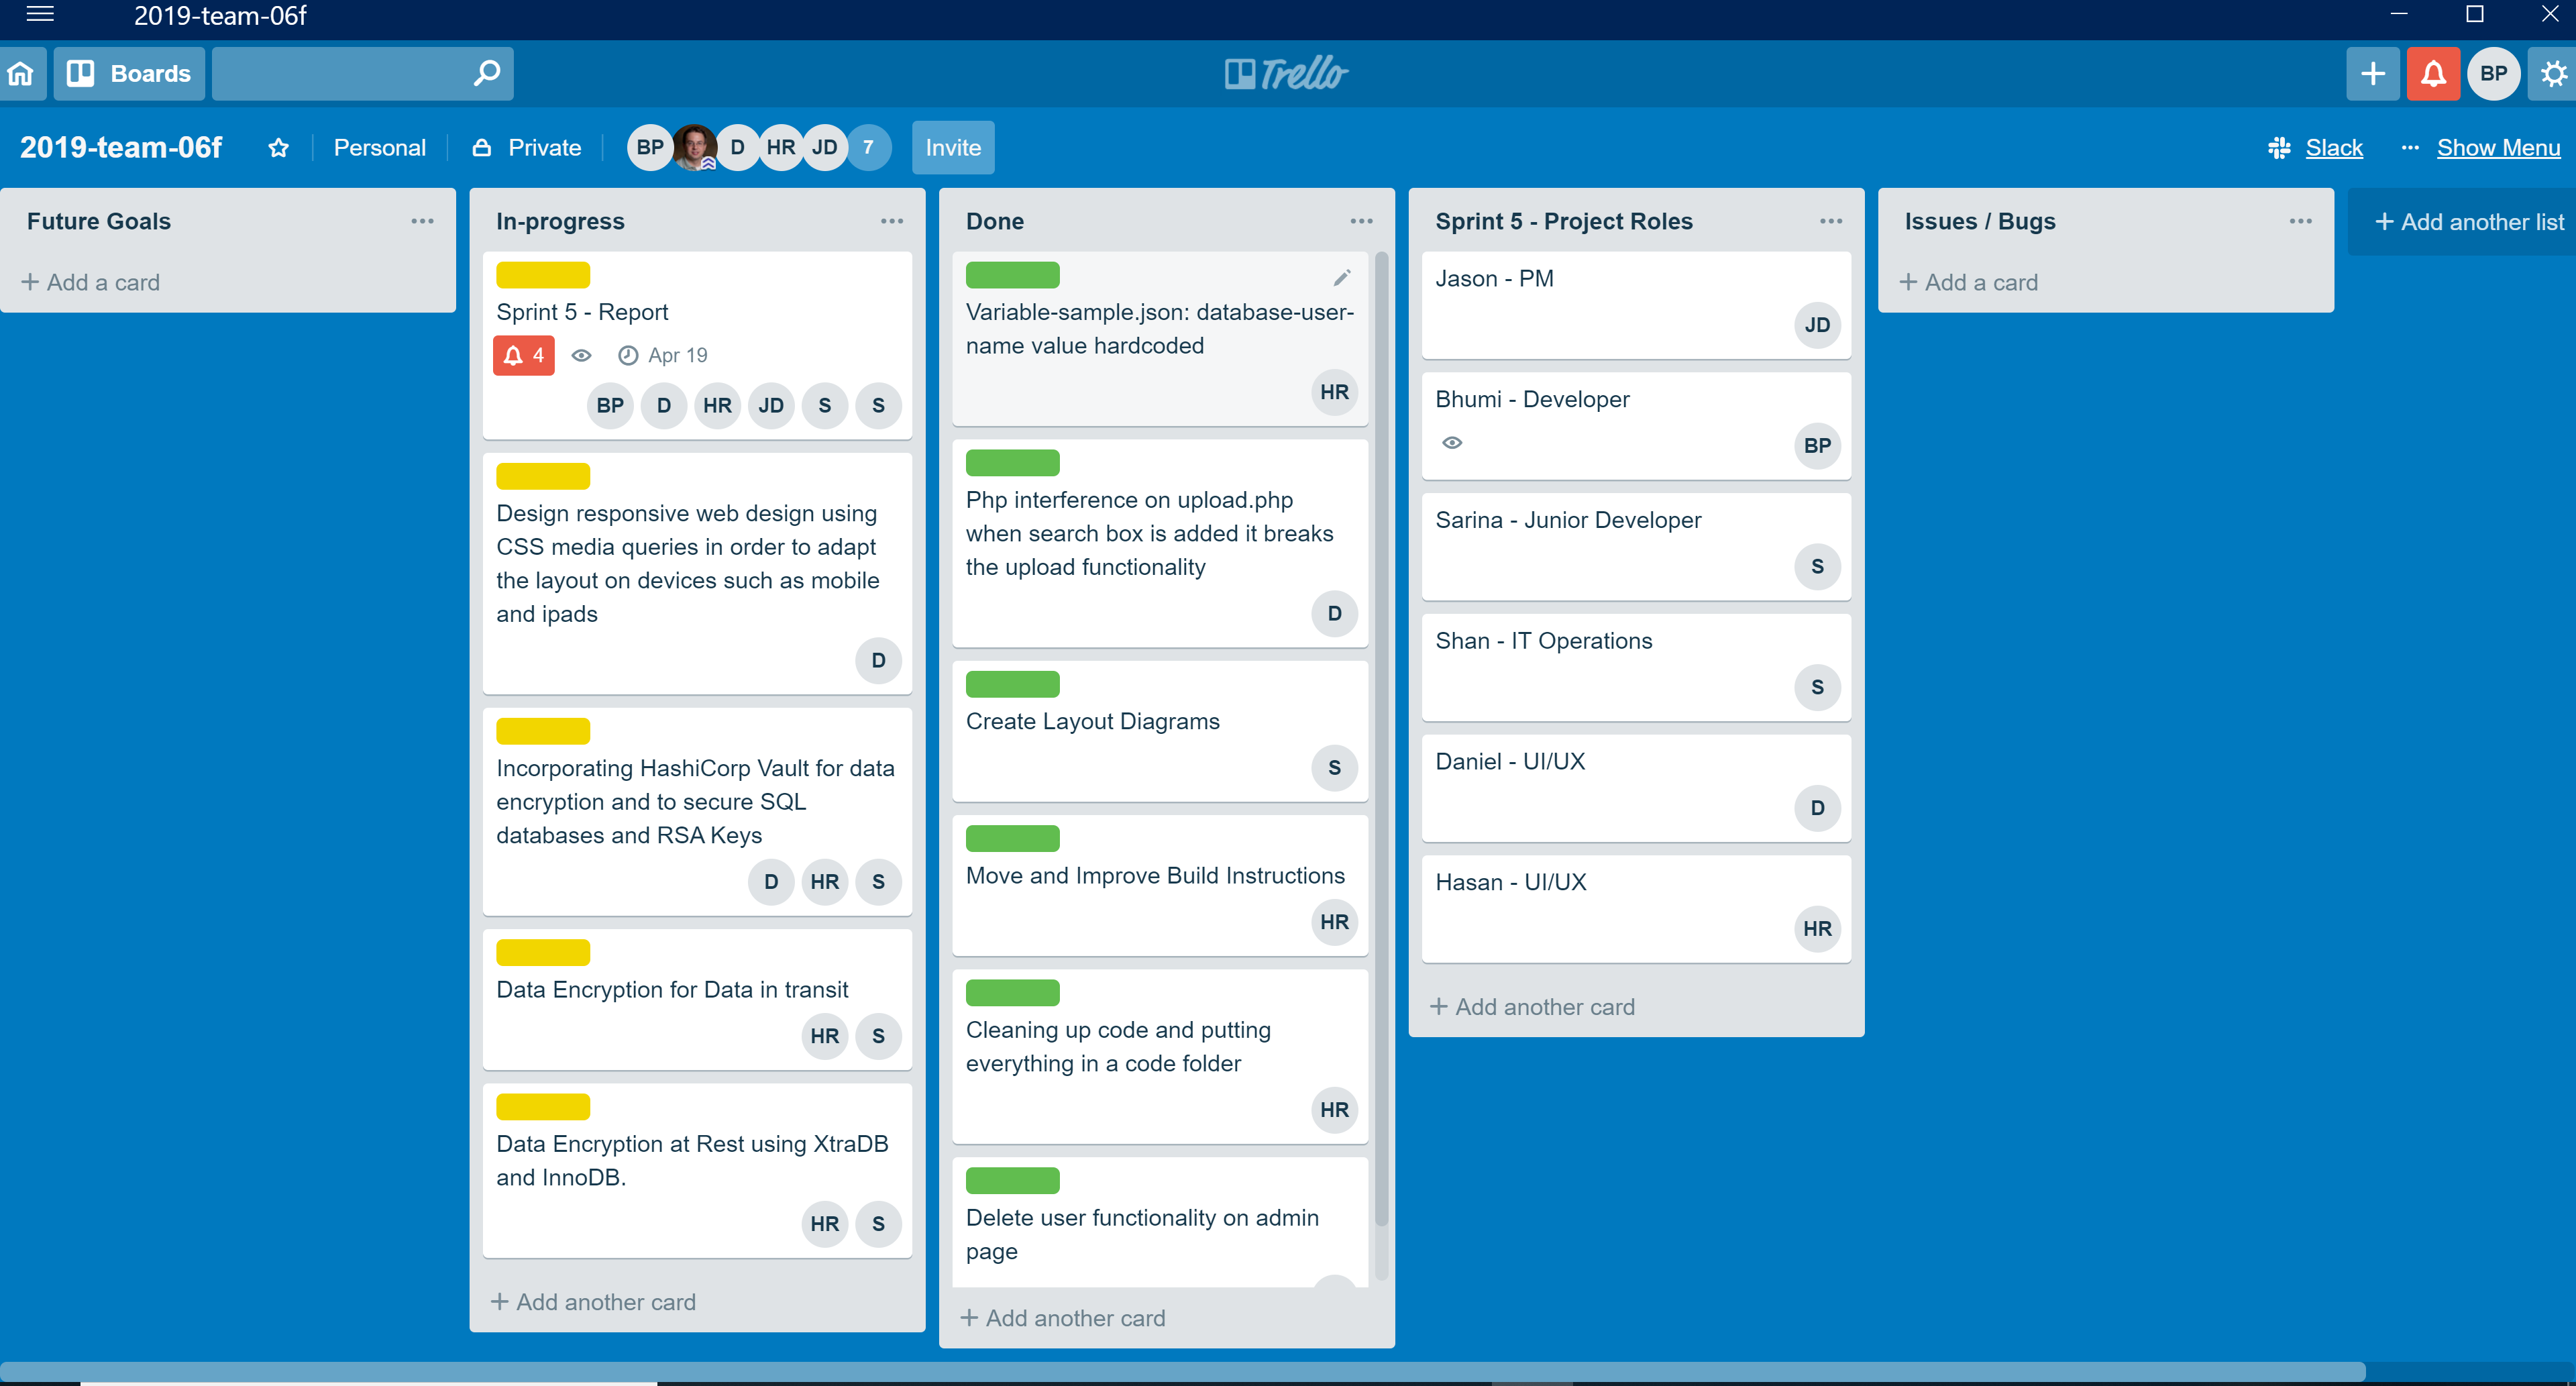 2019-team-06f
Boards
Trello
BP
2019-team-06f
Personal
Private
BP
D
HR
JD
7
Invite
Slack
Show Menu
Future Goals
+ Add a card
In-progress
Sprint 5 - Report
4
Apr 19
BP D HR JD S S
Design responsive web design using
CSS media queries in order to adapt
the layout on devices such as mobile
and ipads
D
Incorporating HashiCorp Vault for data
encryption and to secure SQL
databases and RSA Keys
D HR S
Data Encryption for Data in transit
HR S
Data Encryption at Rest using XtraDB
and InnoDB.
HR S
+ Add another card
Done
Variable-sample.json: database-user-
name value hardcoded
HR
Php interference on upload.php
when search box is added it breaks
the upload functionality
D
Create Layout Diagrams
S
Move and Improve Build Instructions
HR
Cleaning up code and putting
everything in a code folder
HR
Delete user functionality on admin
page
+ Add another card
Sprint 5 - Project Roles
Jason - PM
JD
Bhumi - Developer
BP
Sarina - Junior Developer
S
Shan - IT Operations
S
Daniel - UI/UX
D
Hasan - UI/UX
HR
+ Add another card
Issues / Bugs
+ Add a card
+ Add another list